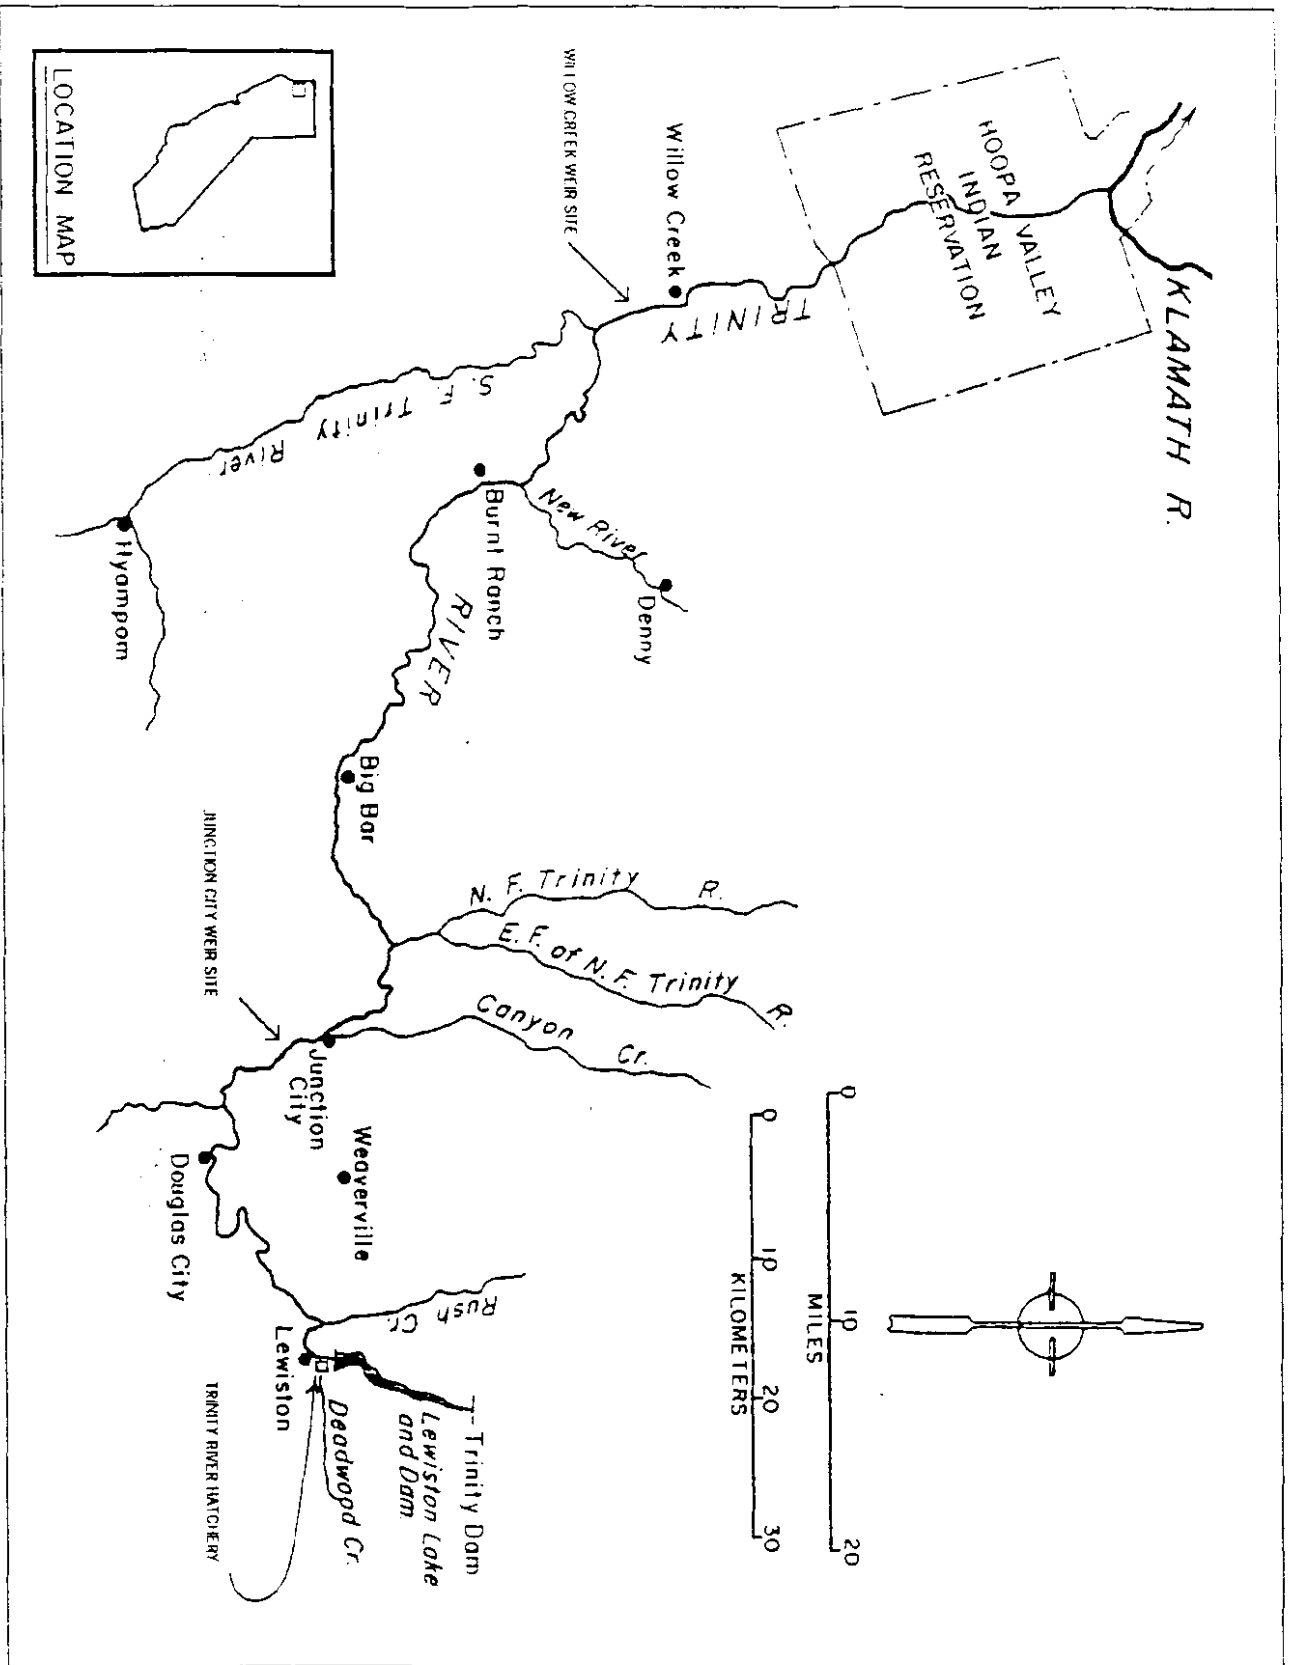 KLAMATH R.
HOOPA VALLEY
INDIAN
RESERVATION
TRINITY
Willow Creek
WILLOW CREEK WEIR SITE
S. F. Trinity River
New River
Denny
Burnt Ranch
Hyampom
RIVER
Big Bar
N. F. Trinity R.
E. F. of N. F. Trinity R.
Canyon Cr.
JUNCTION CITY WEIR SITE
Junction
City
Weaverville
Douglas City
Rush Cr.
Lewiston
Trinity Dam
Lewiston Lake
and Dam
Deadwood Cr.
TRINITY RIVER HATCHERY
0 10 20
MILES
0 10 20 30
KILOMETERS
LOCATION MAP